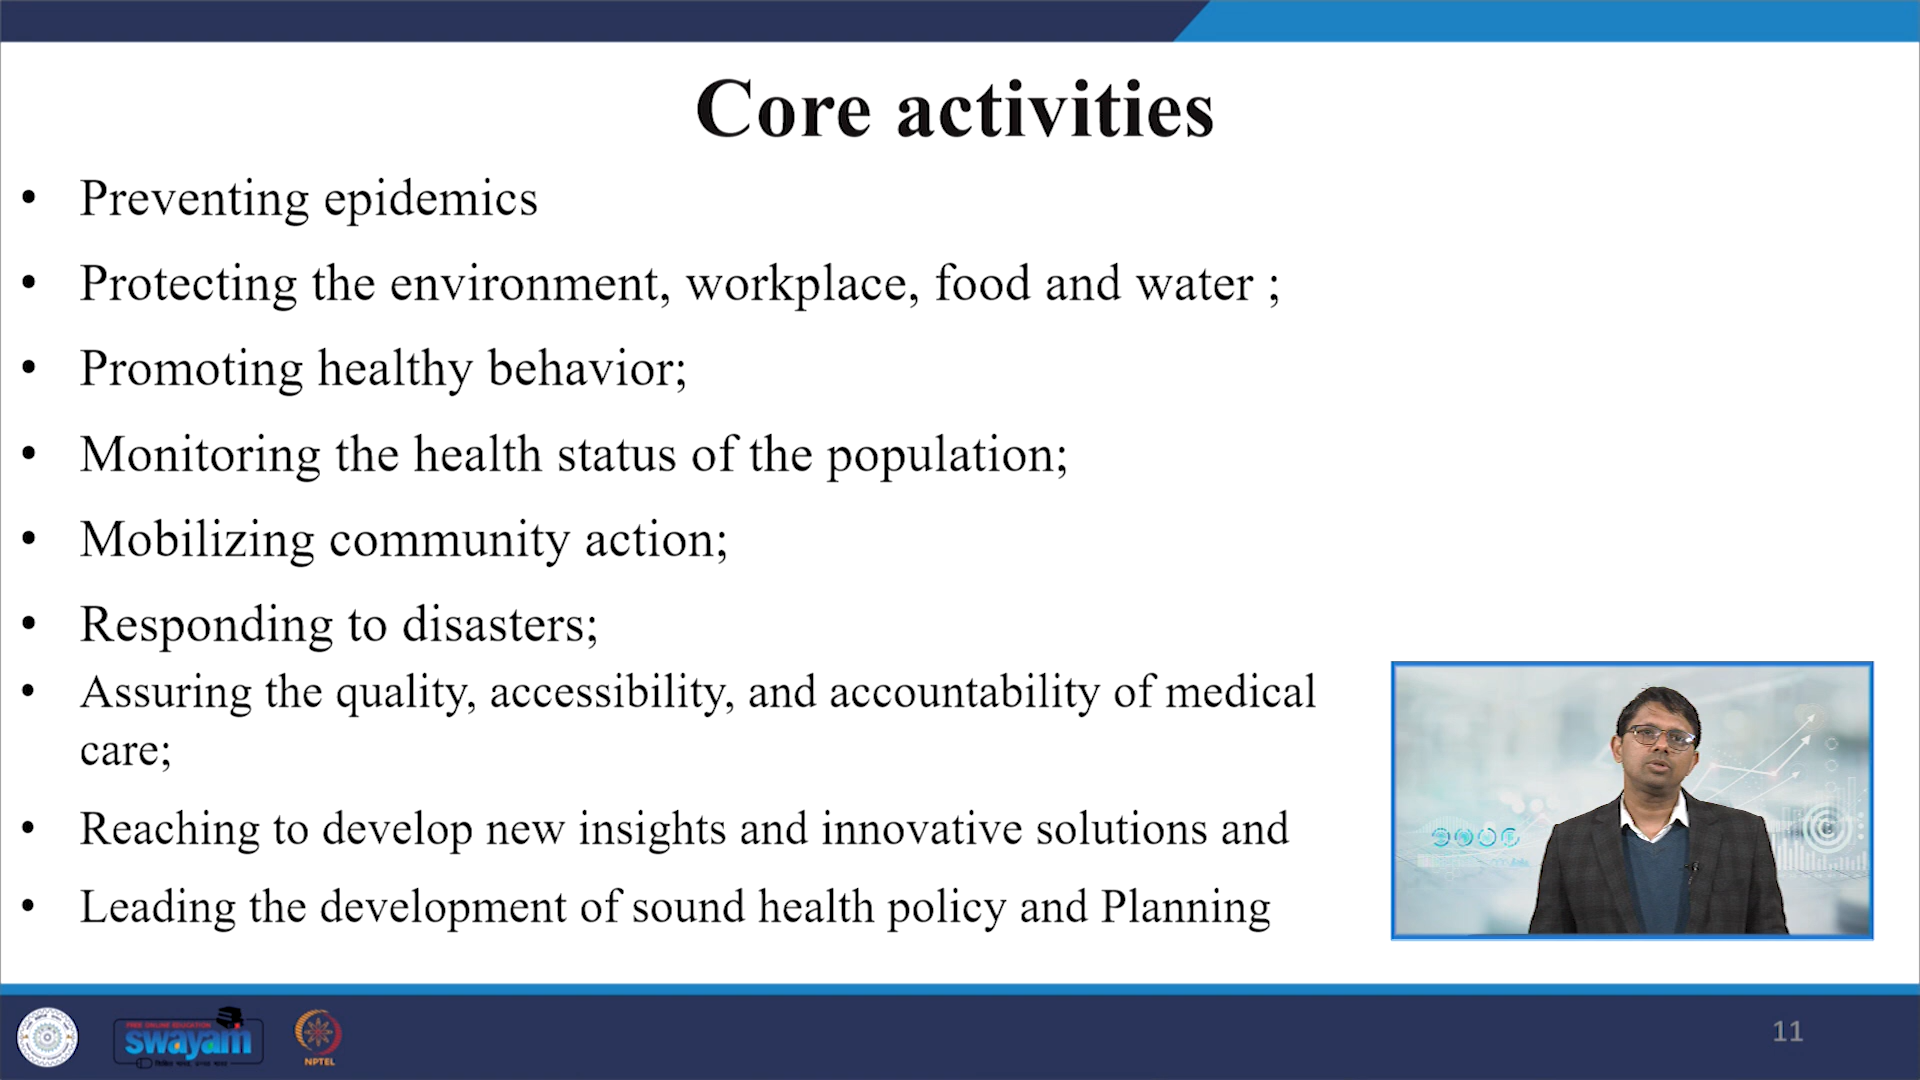 Core activities
• Preventing epidemics
• Protecting the environment, workplace, food and water ;
• Promoting healthy behavior;
• Monitoring the health status of the population;
• Mobilizing community action;
• Responding to disasters;
• Assuring the quality, accessibility, and accountability of medical
care;
• Reaching to develop new insights and innovative solutions and
• Leading the development of sound health policy and Planning
FREE ONLINE EDUCATION
swayam
NPTEL
11